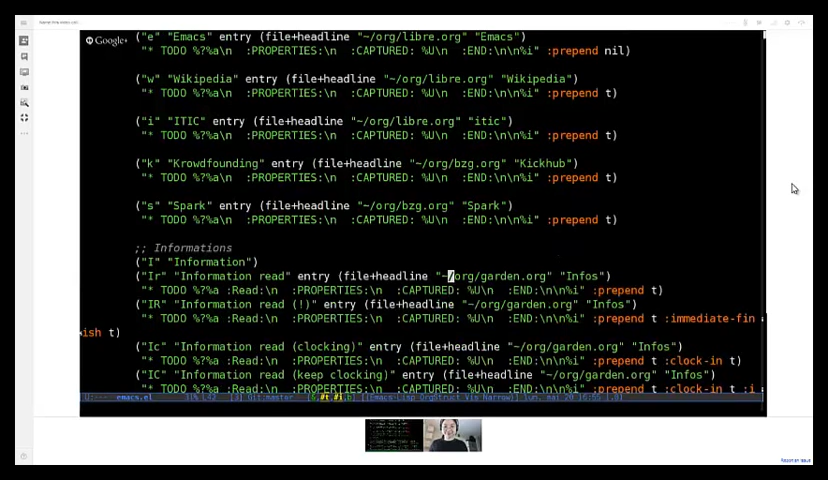 Google+
("e" "Emacs" entry (file+headline "~/org/libre.org" "Emacs")
"* TODO %?%a\n  :PROPERTIES:\n  :CAPTURED: %U\n  :END:\n\n%i" :prepend nil)
("w" "Wikipedia" entry (file+headline "~/org/libre.org" "Wikipedia")
"* TODO %?%a\n  :PROPERTIES:\n  :CAPTURED: %U\n  :END:\n\n%i" :prepend t)
("i" "ITIC" entry (file+headline "~/org/libre.org" "itic")
"* TODO %?%a\n  :PROPERTIES:\n  :CAPTURED: %U\n  :END:\n\n%i" :prepend t)
("k" "Krowdfounding" entry (file+headline "~/org/bzg.org" "Kickhub")
"* TODO %?%a\n  :PROPERTIES:\n  :CAPTURED: %U\n  :END:\n\n%i" :prepend t)
("s" "Spark" entry (file+headline "~/org/bzg.org" "Spark")
"* TODO %?%a\n  :PROPERTIES:\n  :CAPTURED: %U\n  :END:\n\n%i" :prepend t)
;; Informations
("I" "Information")
("Ir" "Information read" entry (file+headline "~/org/garden.org" "Infos")
"* TODO %?%a :Read:\n  :PROPERTIES:\n  :CAPTURED: %U\n  :END:\n\n%i" :prepend t)
("IR" "Information read (!)" entry (file+headline "~/org/garden.org" "Infos")
"* TODO %?%a :Read:\n  :PROPERTIES:\n  :CAPTURED: %U\n  :END:\n\n%i" :prepend t :immediate-fin
ish t)
("Ic" "Information read (clocking)" entry (file+headline "~/org/garden.org" "Infos")
"* TODO %?%a :Read:\n  :PROPERTIES:\n  :CAPTURED: %U\n  :END:\n\n%i" :prepend t :clock-in t)
("IC" "Information read (keep clocking)" entry (file+headline "~/org/garden.org" "Infos")
"* TODO %?%a :Read:\n  :PROPERTIES:\n  :CAPTURED: %U\n  :END:\n\n%i" :prepend t :clock-in t :i
emacs.el 31% L42 Git:master